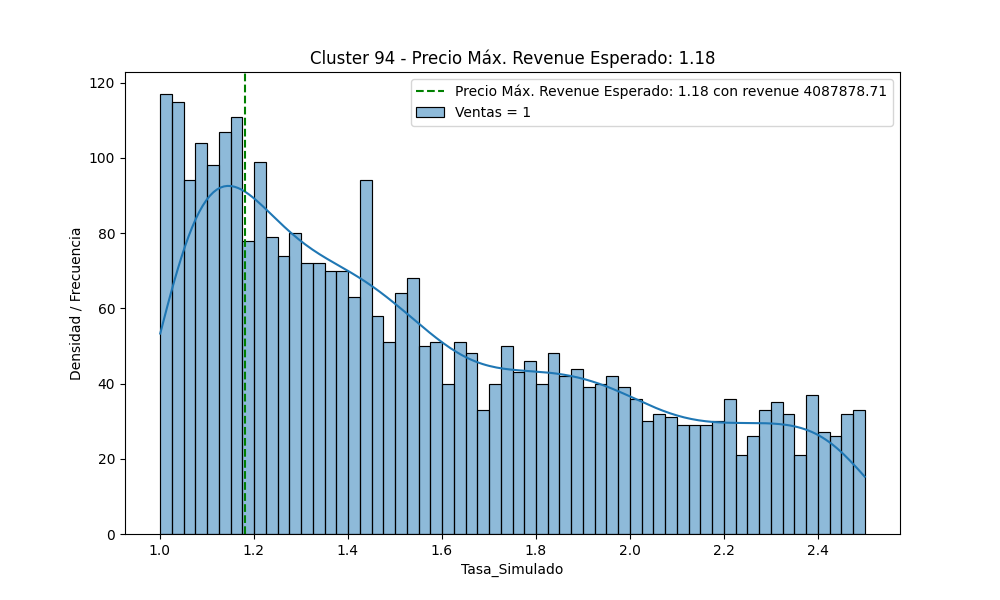 Cluster 94 - Precio Máx. Revenue Esperado: 1.18
Precio Máx. Revenue Esperado: 1.18 con revenue 4087878.71
Ventas = 1
120
100
80
60
40
20
0
Densidad / Frecuencia
1.0 1.2 1.4 1.6 1.8 2.0 2.2 2.4
Tasa_Simulado